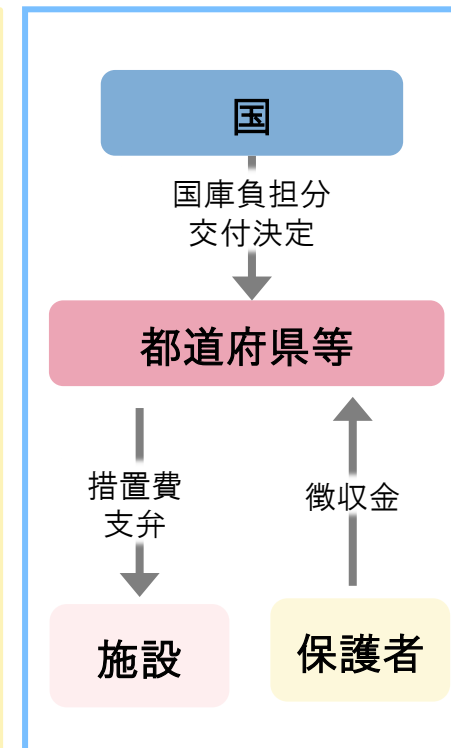 国
国庫負担分
交付決定
都道府県等
措置費
支弁
徴収金
施設
保護者